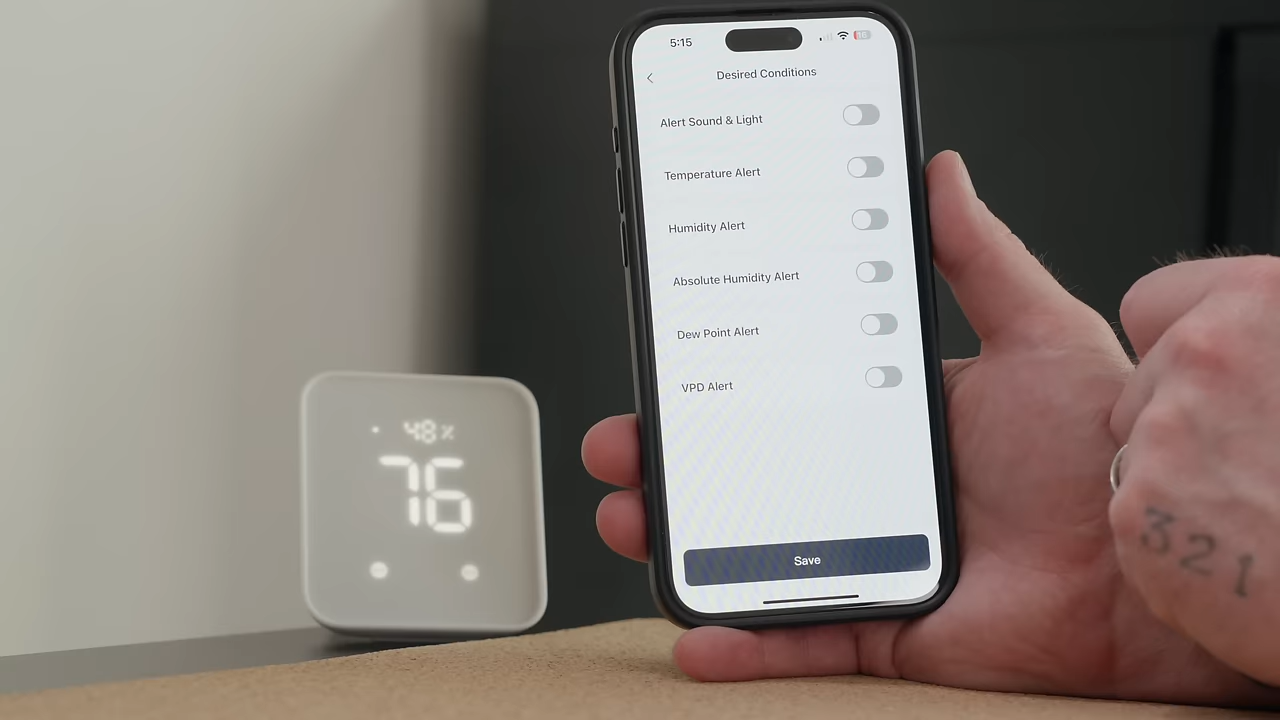 5:15
16
Desired Conditions
Alert Sound & Light
Temperature Alert
Humidity Alert
Absolute Humidity Alert
Dew Point Alert
VPD Alert
Save
48%
76
321